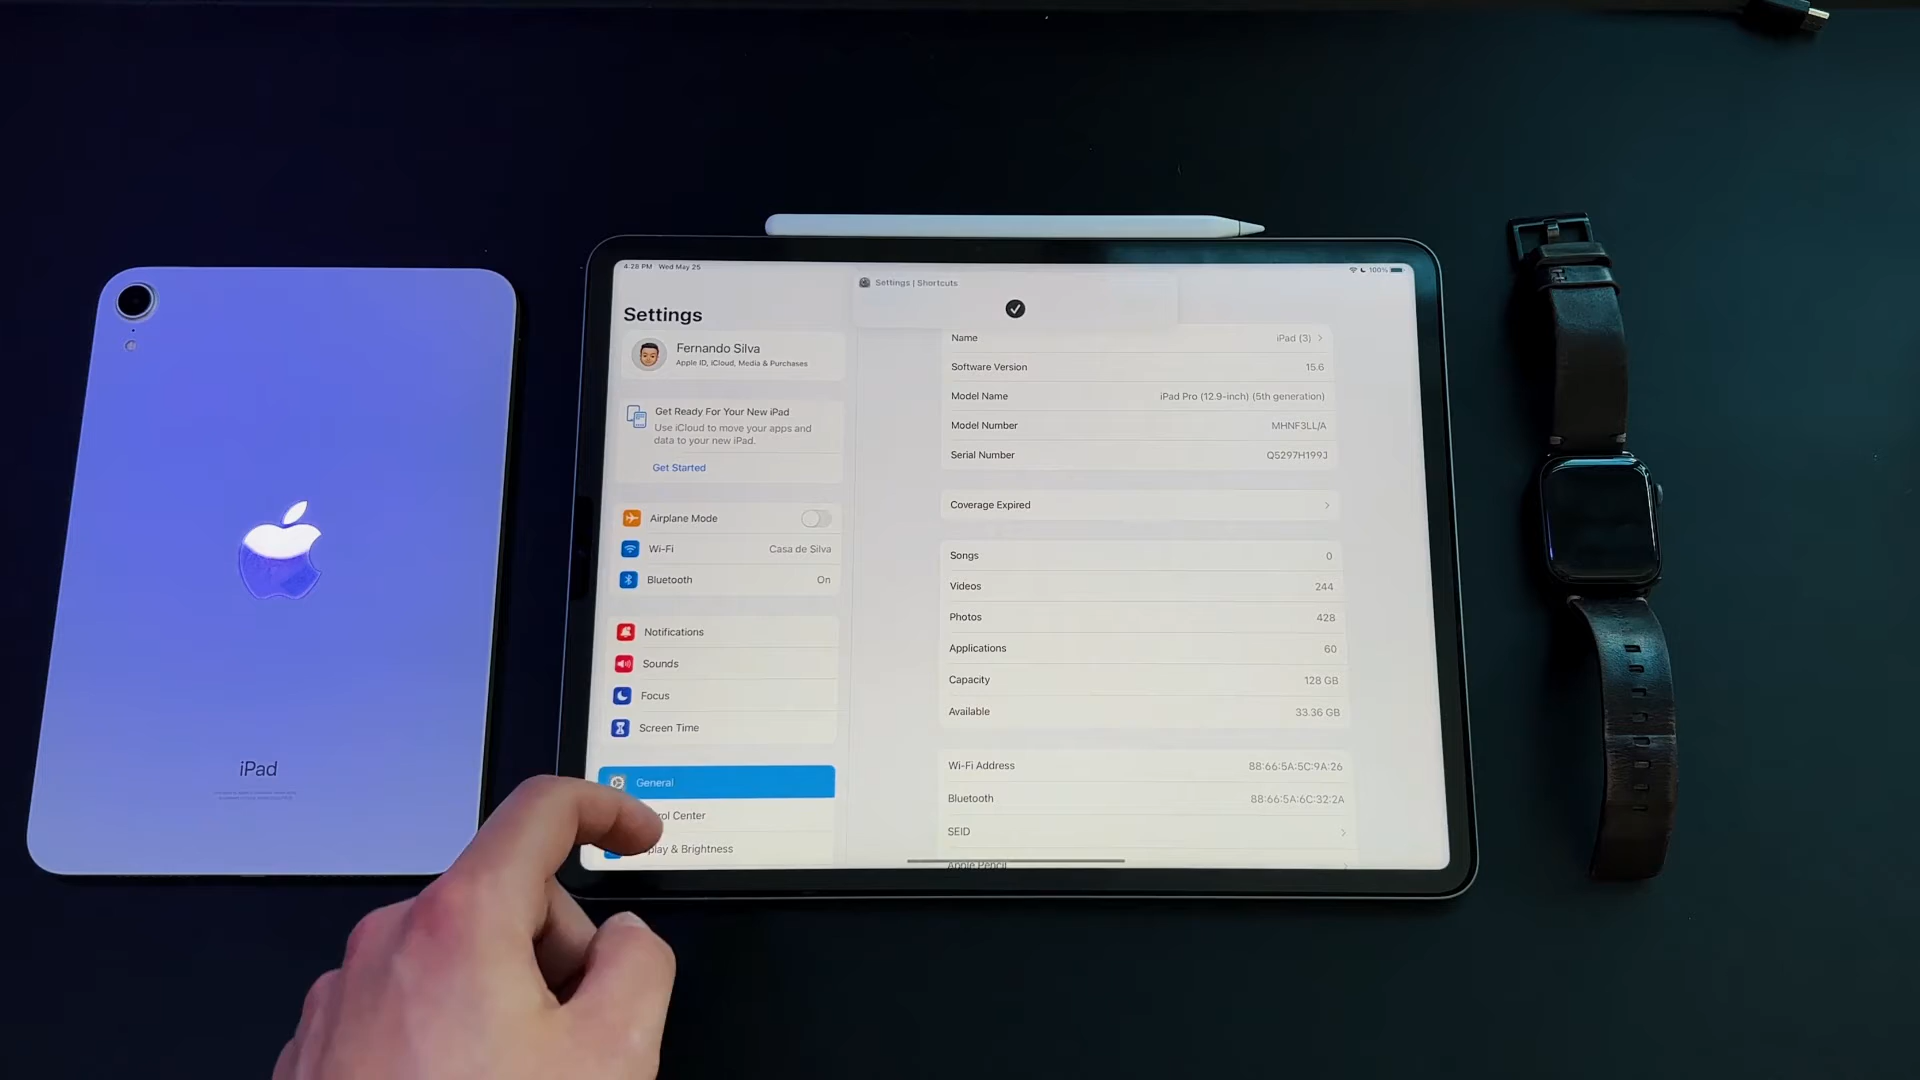 4:28 PM Wed May 25
100%
Settings | Shortcuts
Settings
Fernando Silva
Apple ID, iCloud, Media & Purchases
Get Ready For Your New iPad
Use iCloud to move your apps and
data to your new iPad.
Get Started
Airplane Mode
Wi-Fi Casa de Silva
Bluetooth On
Notifications
Sounds
Focus
Screen Time
General
rol Center
play & Brightness
Name iPad (3)
Software Version 15.6
Model Name iPad Pro (12.9-inch) (5th generation)
Model Number MHNF3LL/A
Serial Number Q5297H199J
Coverage Expired
Songs 0
Videos 244
Photos 428
Applications 60
Capacity 128 GB
Available 33.36 GB
Wi-Fi Address 88:66:5A:5C:9A:26
Bluetooth 88:66:5A:6C:32:2A
SEID
Apple Pencil
iPad